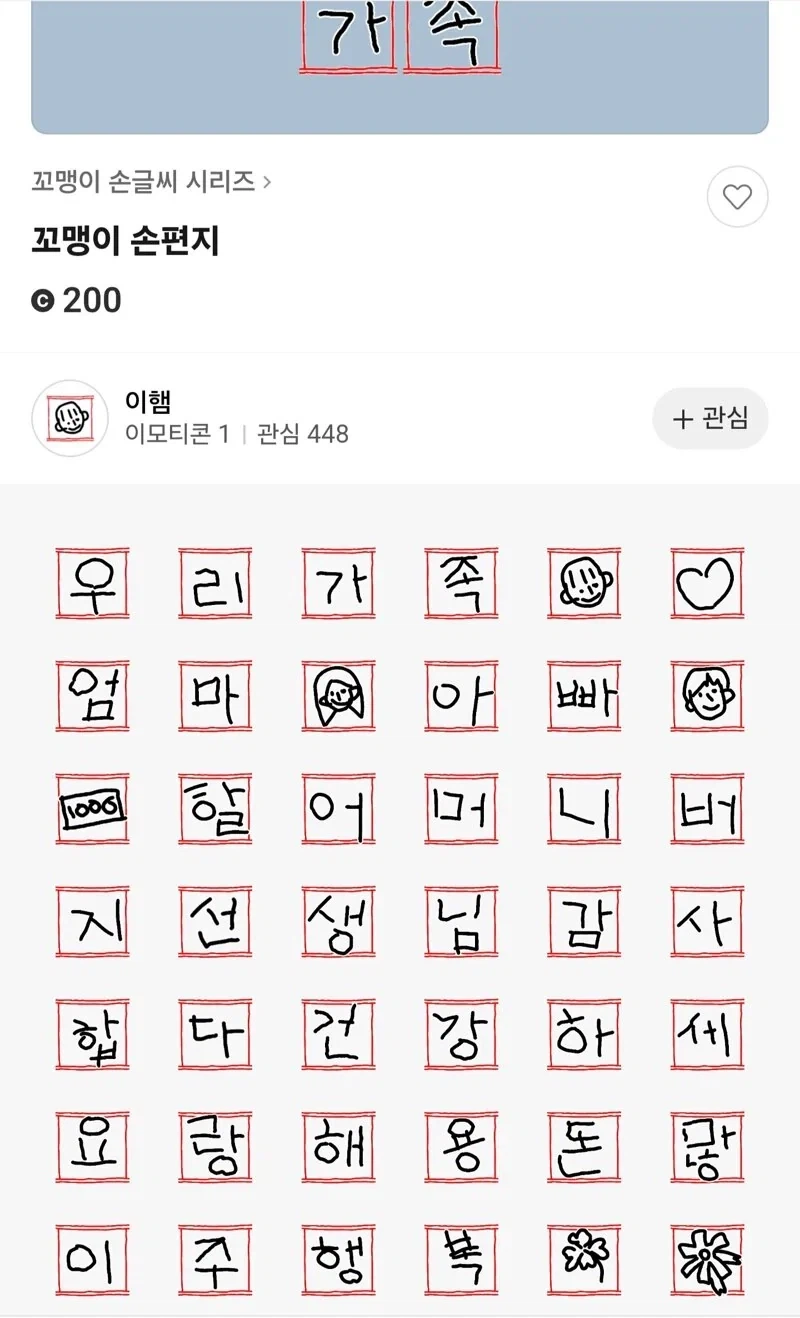 가 족
꼬맹이 손글씨 시리즈
꼬맹이 손편지
200
이햄
이모티콘 1 | 관심 448
+ 관심
우 리 가 족
엄 마 아 빠
1000 할 어 머 니 버
지 선 생 님 감 사
합 다 건 강 하 세
요 랑 해 용 돈 많
이 주 행 복